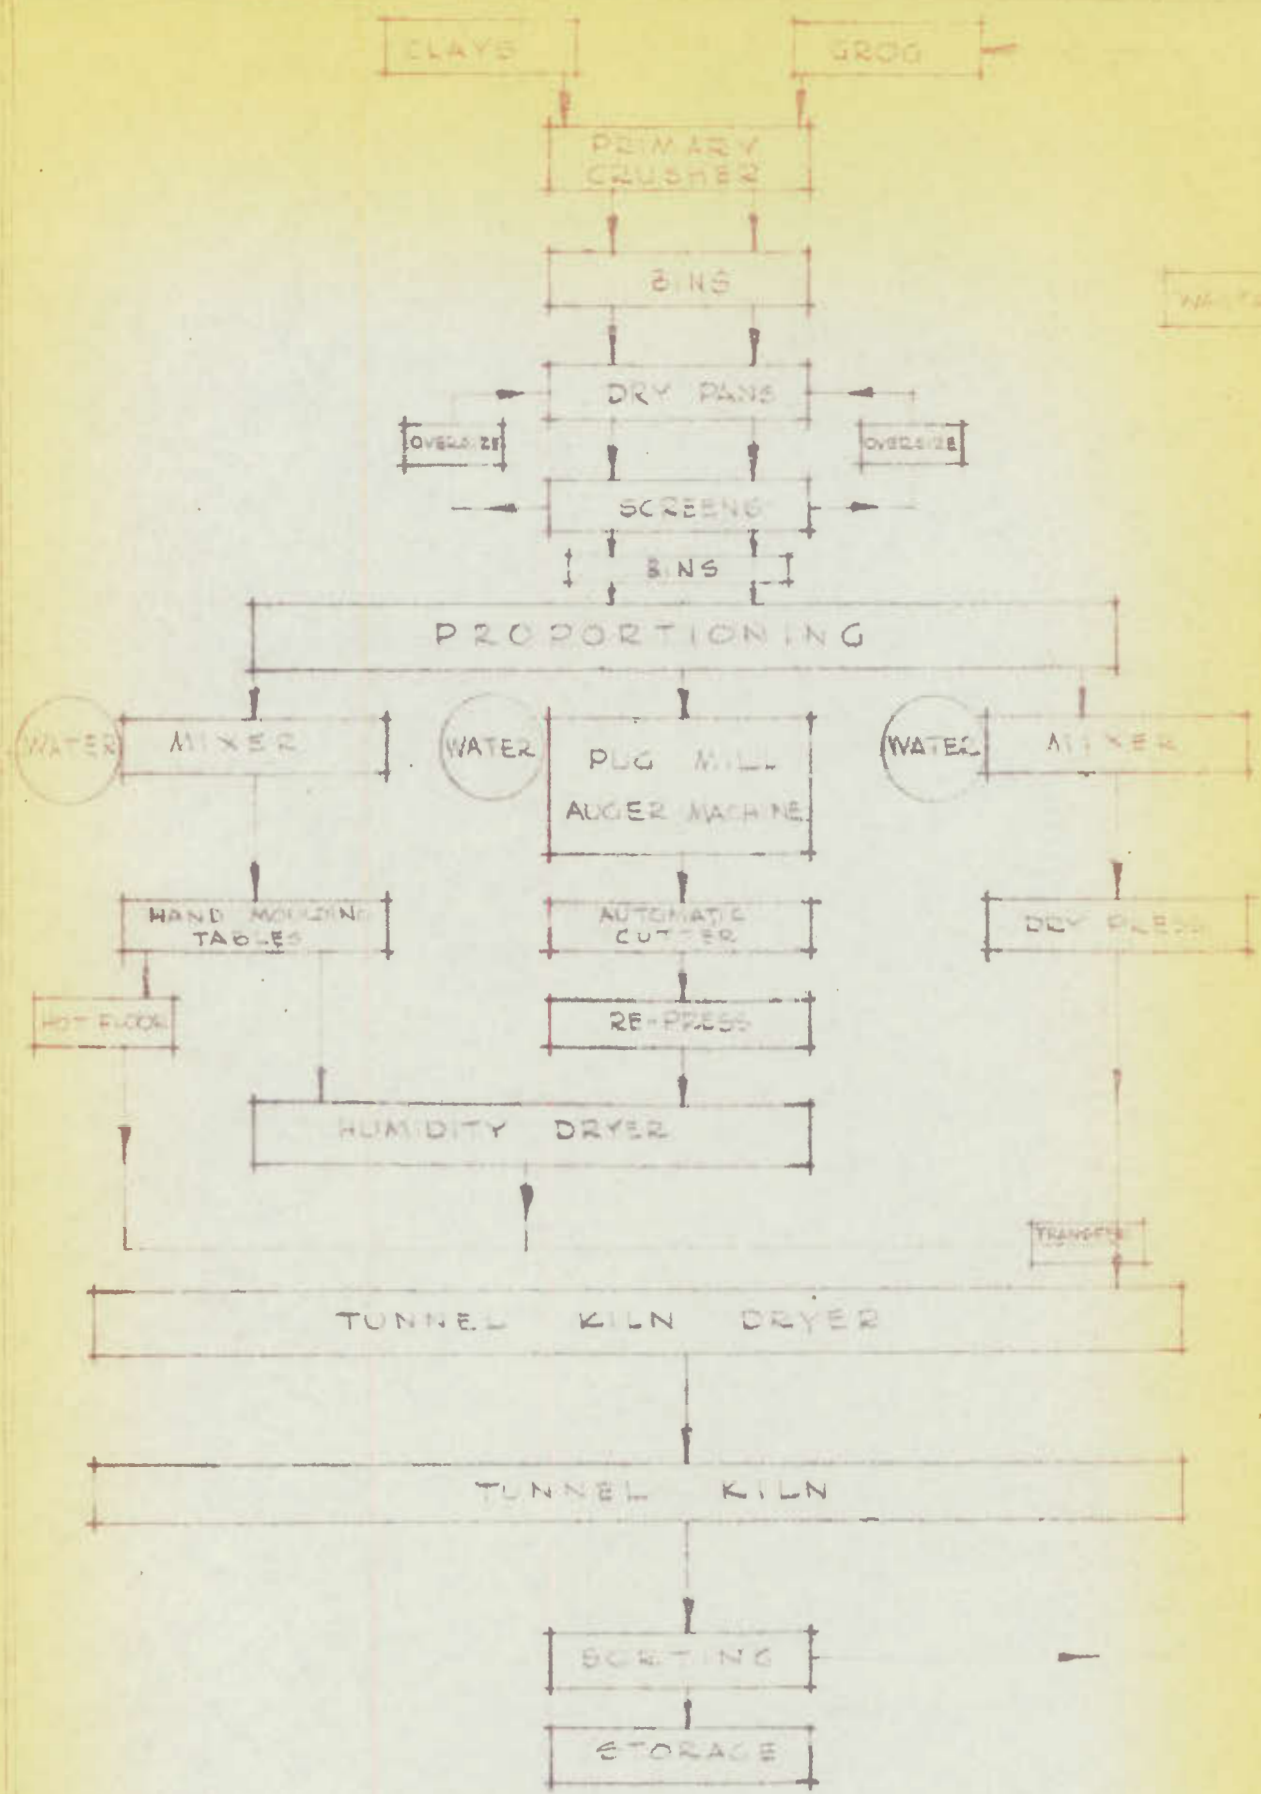 CLAYS
GROG
PRIMARY
CRUSHER
BINS
DRY PANS
OVERSIZE
OVERSIZE
SCREENS
BINS
PROPORTIONING
WATER
MIXER
WATER
PUG MILL
AUGER MACHINE
WATER
MIXER
HAND MOULDING
TABLES
AUTOMATIC
CUTTER
DRY PRESS
HOT FLOOR
RE-PRESS
HUMIDITY DRYER
TRANSFER
TUNNEL KILN DRYER
TUNNEL KILN
SORTING
STORAGE